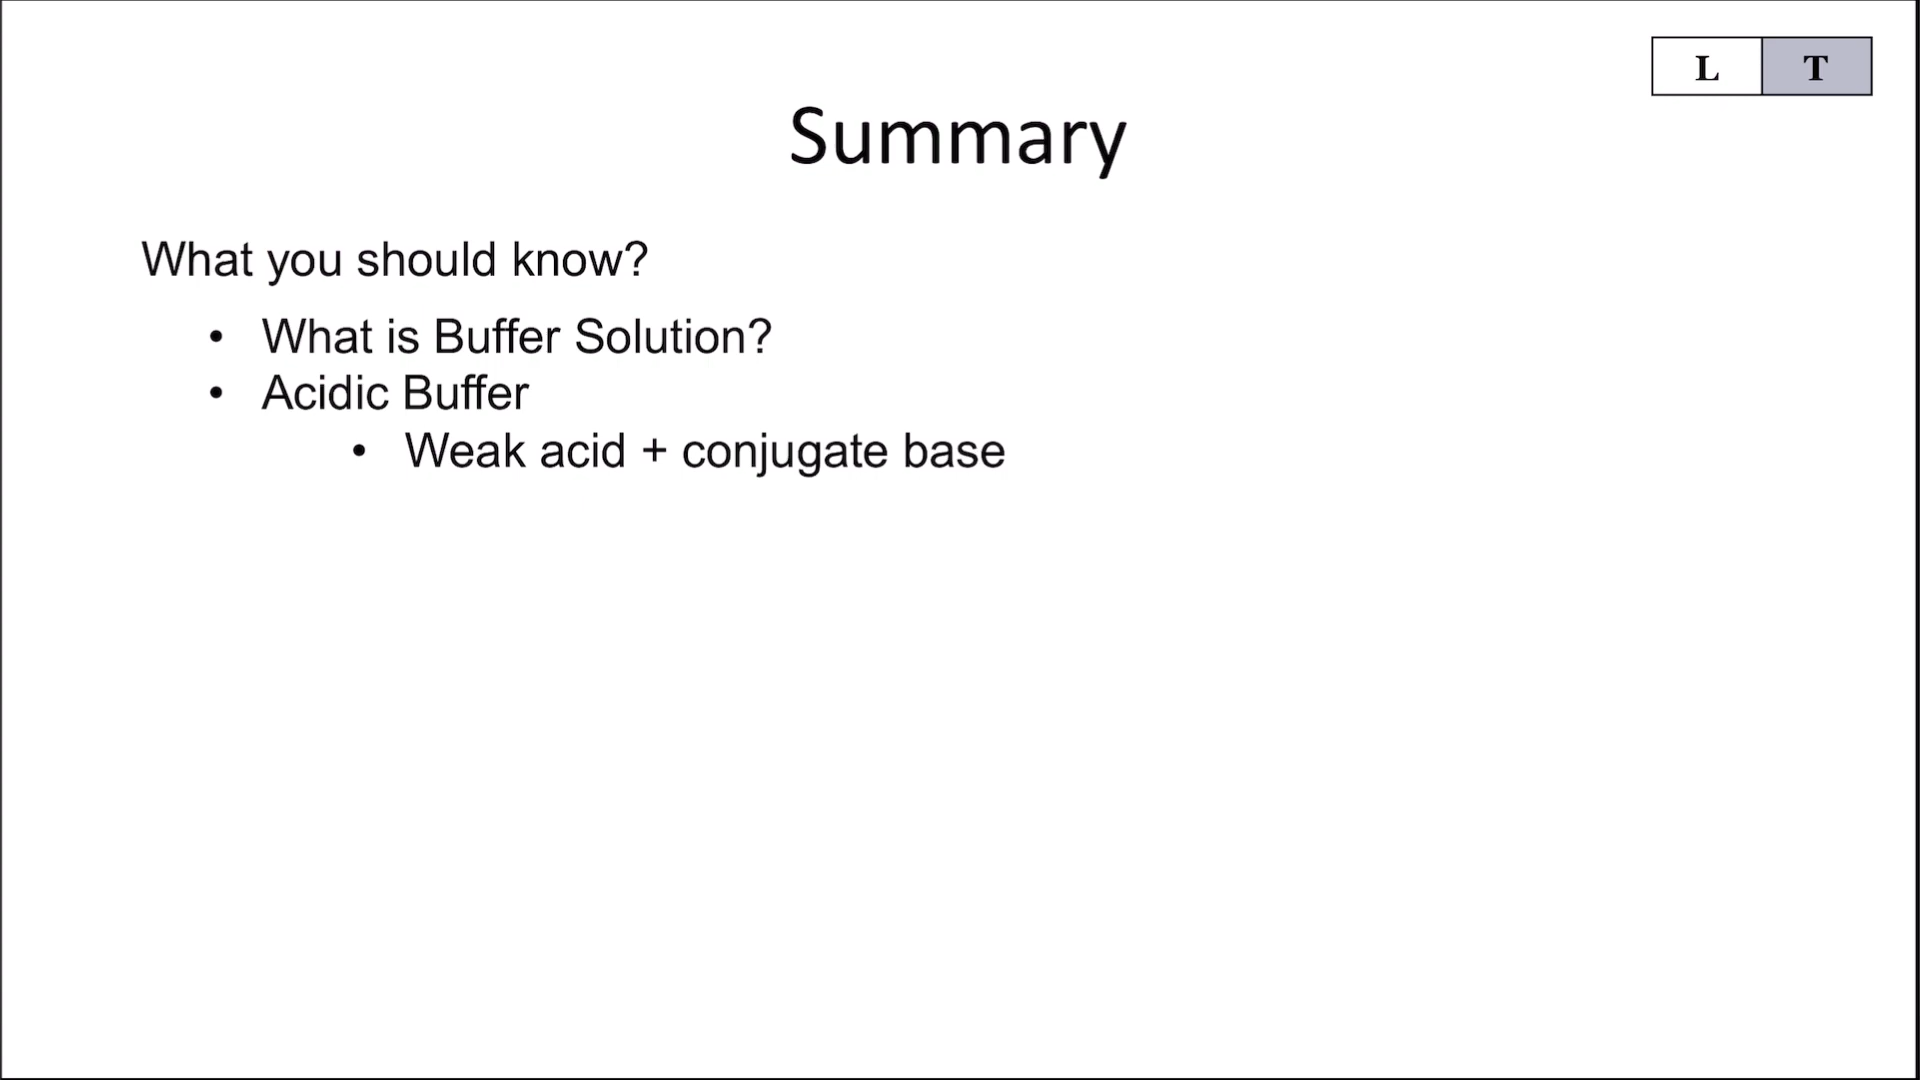 L T
Summary
What you should know?
• What is Buffer Solution?
• Acidic Buffer
• Weak acid + conjugate base